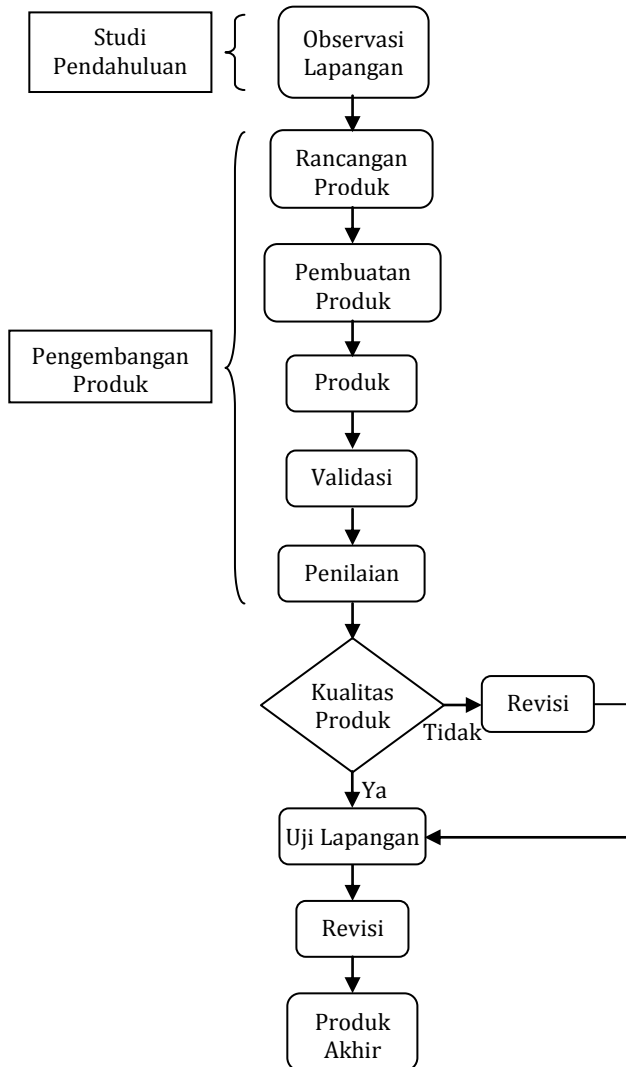 Studi
Pendahuluan
Observasi
Lapangan
Rancangan
Produk
Pembuatan
Produk
Pengembangan
Produk
Produk
Validasi
Penilaian
Kualitas
Produk
Tidak
Revisi
Ya
Uji Lapangan
Revisi
Produk
Akhir